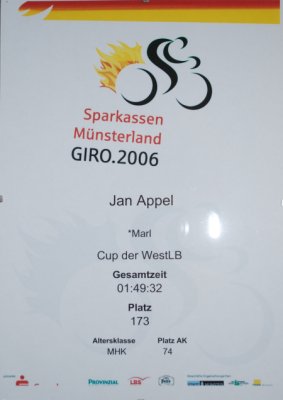 Sparkassen
Münsterland
GIRO.2006
Jan Appel
*Marl
Cup der WestLB
Gesamtzeit
01:49:32
Platz
173
Altersklasse Platz AK
MHK 74
PROVINZIAL LBS